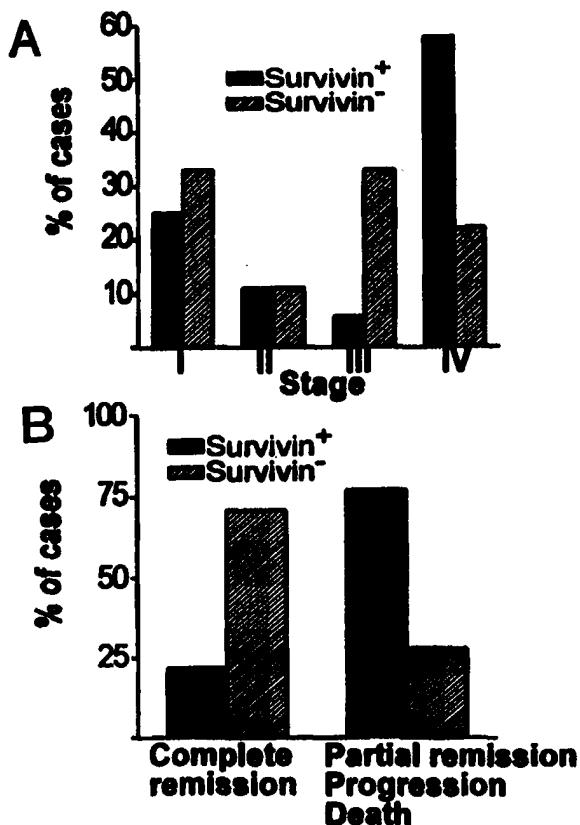 A
% of cases
60
50
40
30
20
10
Survivin+
Survivin-
I II III IV
Stage
B
% of cases
100
75
50
25
Survivin+
Survivin-
Complete remission
Partial remission
Progression
Death